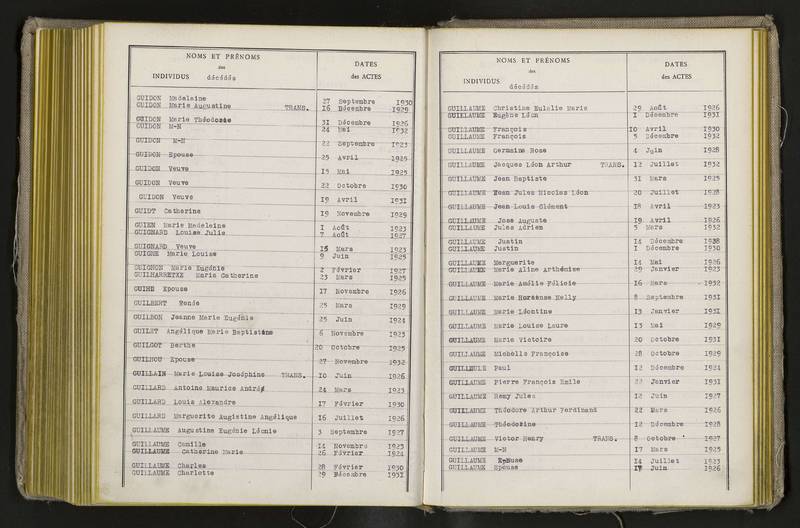 NOMS ET PRÉNOMS
des
INDIVIDUS décédés
DATES
des ACTES
GUIDON Madeleine 27 Septembre 1930
GUIDON Marie Augustine TRANS. 16 Décembre 1929
GUIDON Marie Théodosie 31 Décembre 1926
GUIDON M-N 24 Mai 1932
GUIDON M-N 22 Septembre 1923
GUIDON Epouse 25 Avril 1925
GUIDON Veuve 15 Mai 1925
GUIDON Veuve 22 Octobre 1930
GUIDON Veuve 19 Avril 1931
GUIDT Catherine 19 Novembre 1929
GUIEN Marie Madeleine 1 Août 1923
GUIGNARD Louise Julie 7 Août 1927
GUIGNARD Veuve 15 Mars 1923
GUIGNE Marie Louise 9 Juin 1925
GUIGNON Marie Eugénie 2 Février 1927
GUILHARRETZE Marie Catherine 23 Mars 1925
GUIHE Epouse 17 Novembre 1926
GUILBERT Renée 25 Mars 1929
GUILBON Jeanne Marie Eugénie 25 Juin 1924
GUILET Angélique Marie Baptistine 6 Novembre 1923
GUILGOT Berthe 20 Octobre 1925
GUILHOU Epouse 27 Novembre 1932
GUILLAIN Marie Louise Joséphine TRANS. 10 Juin 1926
GUILLARD Antoine Maurice André 24 Mars 1923
GUILLARD Louis Alexandre 17 Février 1930
GUILLARD Marguerite Augistine Angélique 16 Juillet 1926
GUILLAUME Augustine Eugénie Léonie 3 Septembre 1927
GUILLAUME Camille 14 Novembre 1923
GUILLAUME Catherine Marie 26 Février 1924
GUILLAUME Charles 28 Février 1930
GUILLAUME Charlotte 29 Décembre 1931
NOMS ET PRÉNOMS
des
INDIVIDUS
décédés
DATES
des ACTES
GUILLAUME Christine Eulalie Marie 29 Août 1926
GUILLAUME Eugène Léon 1 Décembre 1931
GUILLAUME François 10 Avril 1930
GUILLAUME François 5 Décembre 1932
GUILLAUME Germaine Rose 4 Juin 1928
GUILLAUME Jacques Léon Arthur TRANS. 12 Juillet 1932
GUILLAUME Jean Baptiste 31 Mars 1925
GUILLAUME Jean Jules Nicolas Léon 20 Juillet 1928
GUILLAUME Jean Louis Clément 18 Avril 1923
GUILLAUME Jose Auguste 19 Avril 1926
GUILLAUME Jules Adrien 5 Mars 1932
GUILLAUME Justin 14 Décembre 1928
GUILLAUME Justin 1 Décembre 1930
GUILLAUME Marguerite 14 Mai 1926
GUILLAUME Marie Aline Arthémise 29 Janvier 1923
GUILLAUME Marie Amélie Félicie 16 Mars 1932
GUILLAUME Marie Hortense Nelly 8 Septembre 1931
GUILLAUME Marie Léontine 13 Janvier 1931
GUILLAUME Marie Louise Laure 13 Mai 1929
GUILLAUME Marie Victoire 20 Octobre 1931
GUILLAUME Michelle Françoise 28 Octobre 1929
GUILLEULE Paul 12 Décembre 1924
GUILLAUME Pierre François Emile 22 Janvier 1931
GUILLAUME Remy Jules 12 Juin 1927
GUILLAUME Théodore Arthur Ferdinand 22 Mars 1926
GUILLAUME Théodorine 12 Décembre 1928
GUILLAUME Victor Henry TRANS. 8 Octobre 1927
GUILLAUME M-N 17 Mars 1925
GUILLAUME Epouse 14 Juillet 1923
GUILLAUME Epouse 17 Juin 1926